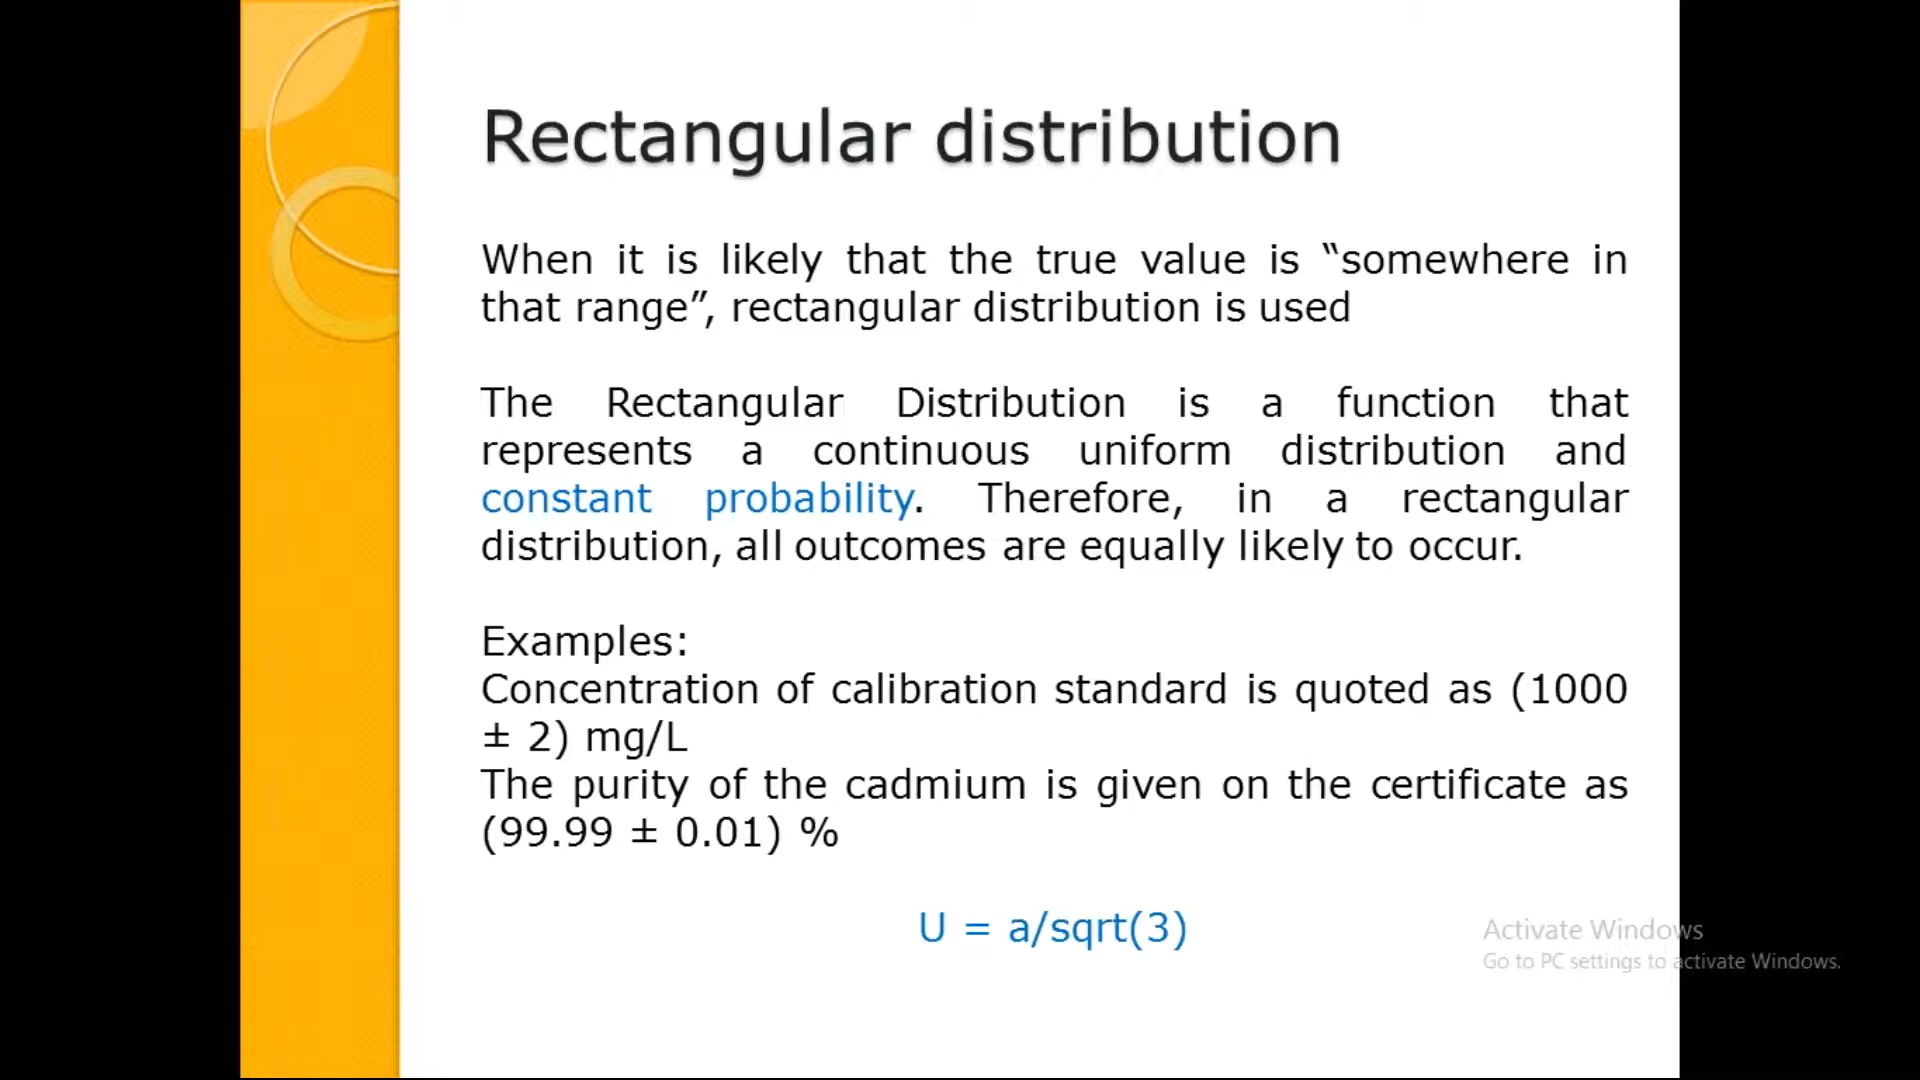 Rectangular distribution
When it is likely that the true value is “somewhere in
that range”, rectangular distribution is used
The Rectangular Distribution is a function that
represents a continuous uniform distribution and
constant probability. Therefore, in a rectangular
distribution, all outcomes are equally likely to occur.
Examples:
Concentration of calibration standard is quoted as (1000
± 2) mg/L
The purity of the cadmium is given on the certificate as
(99.99 ± 0.01) %
U = a/sqrt(3)
Activate Windows
Go to PC settings to activate Windows.